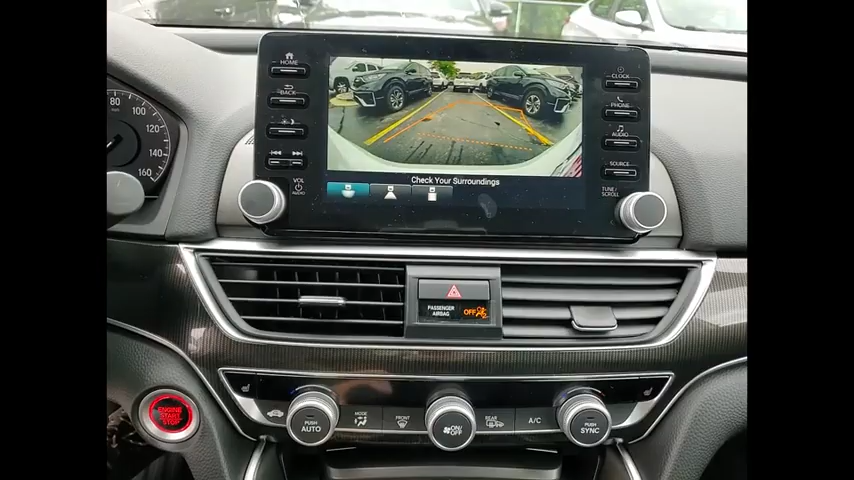 HOME
CLOCK
BACK
PHONE
AUDIO
80
100
120
140
160
SOURCE
VOL
AUDIO
Check Your Surroundings
TUNE/
SCROLL
PASSENGER
AIRBAG
OFF
ENGINE
START
STOP
PUSH
AUTO
MODE
FRONT
ON/
OFF
REAR
A/C
PUSH
SYNC